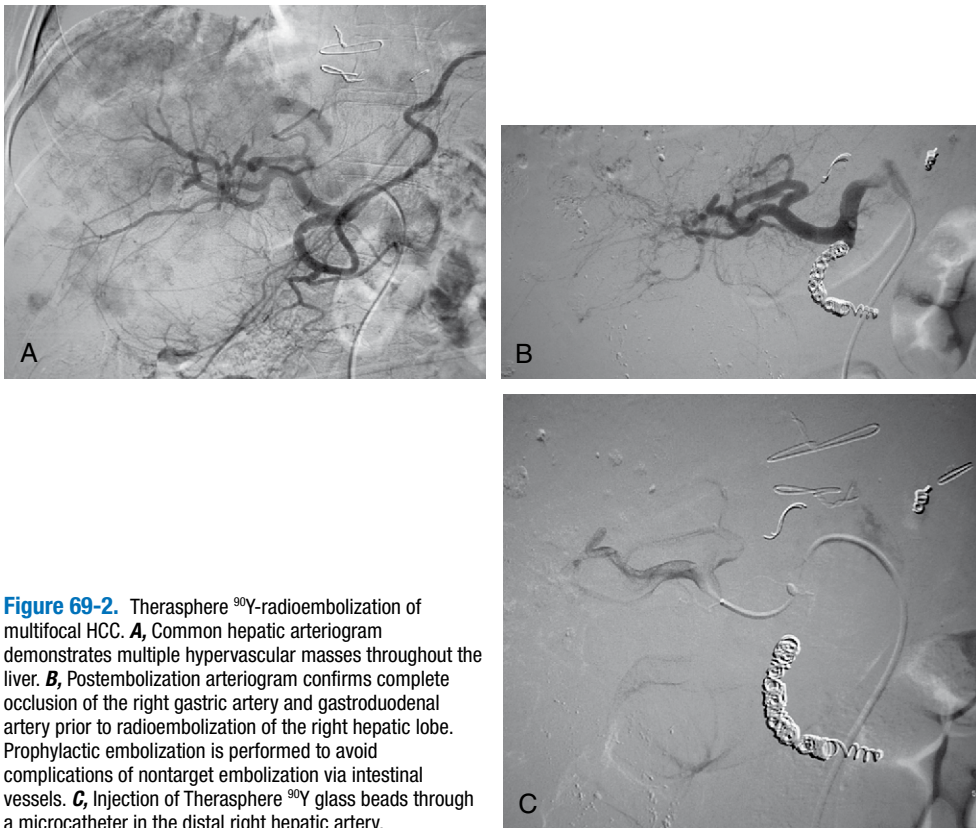 A
B
C
Figure 69-2. Therasphere ⁹⁰Y-radioembolization of
multifocal HCC. A, Common hepatic arteriogram
demonstrates multiple hypervascular masses throughout the
liver. B, Postembolization arteriogram confirms complete
occlusion of the right gastric artery and gastroduodenal
artery prior to radioembolization of the right hepatic lobe.
Prophylactic embolization is performed to avoid
complications of nontarget embolization via intestinal
vessels. C, Injection of Therasphere ⁹⁰Y glass beads through
a microcatheter in the distal right hepatic artery.